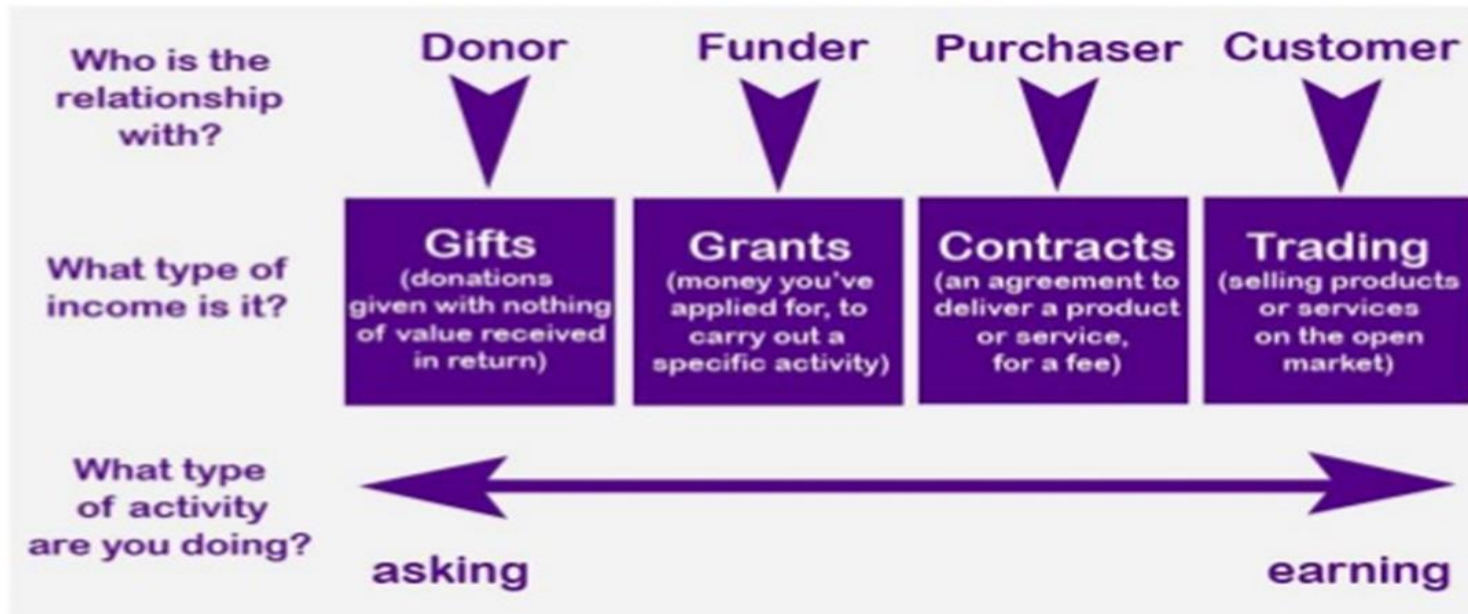 Who is the
relationship
with?
Donor
Funder
Purchaser
Customer
What type of
income is it?
Gifts
(donations
given with nothing
of value received
in return)
Grants
(money you've
applied for, to
carry out a
specific activity)
Contracts
(an agreement to
deliver a product
or service,
for a fee)
Trading
(selling products
or services
on the open
market)
What type
of activity
are you doing?
asking
earning